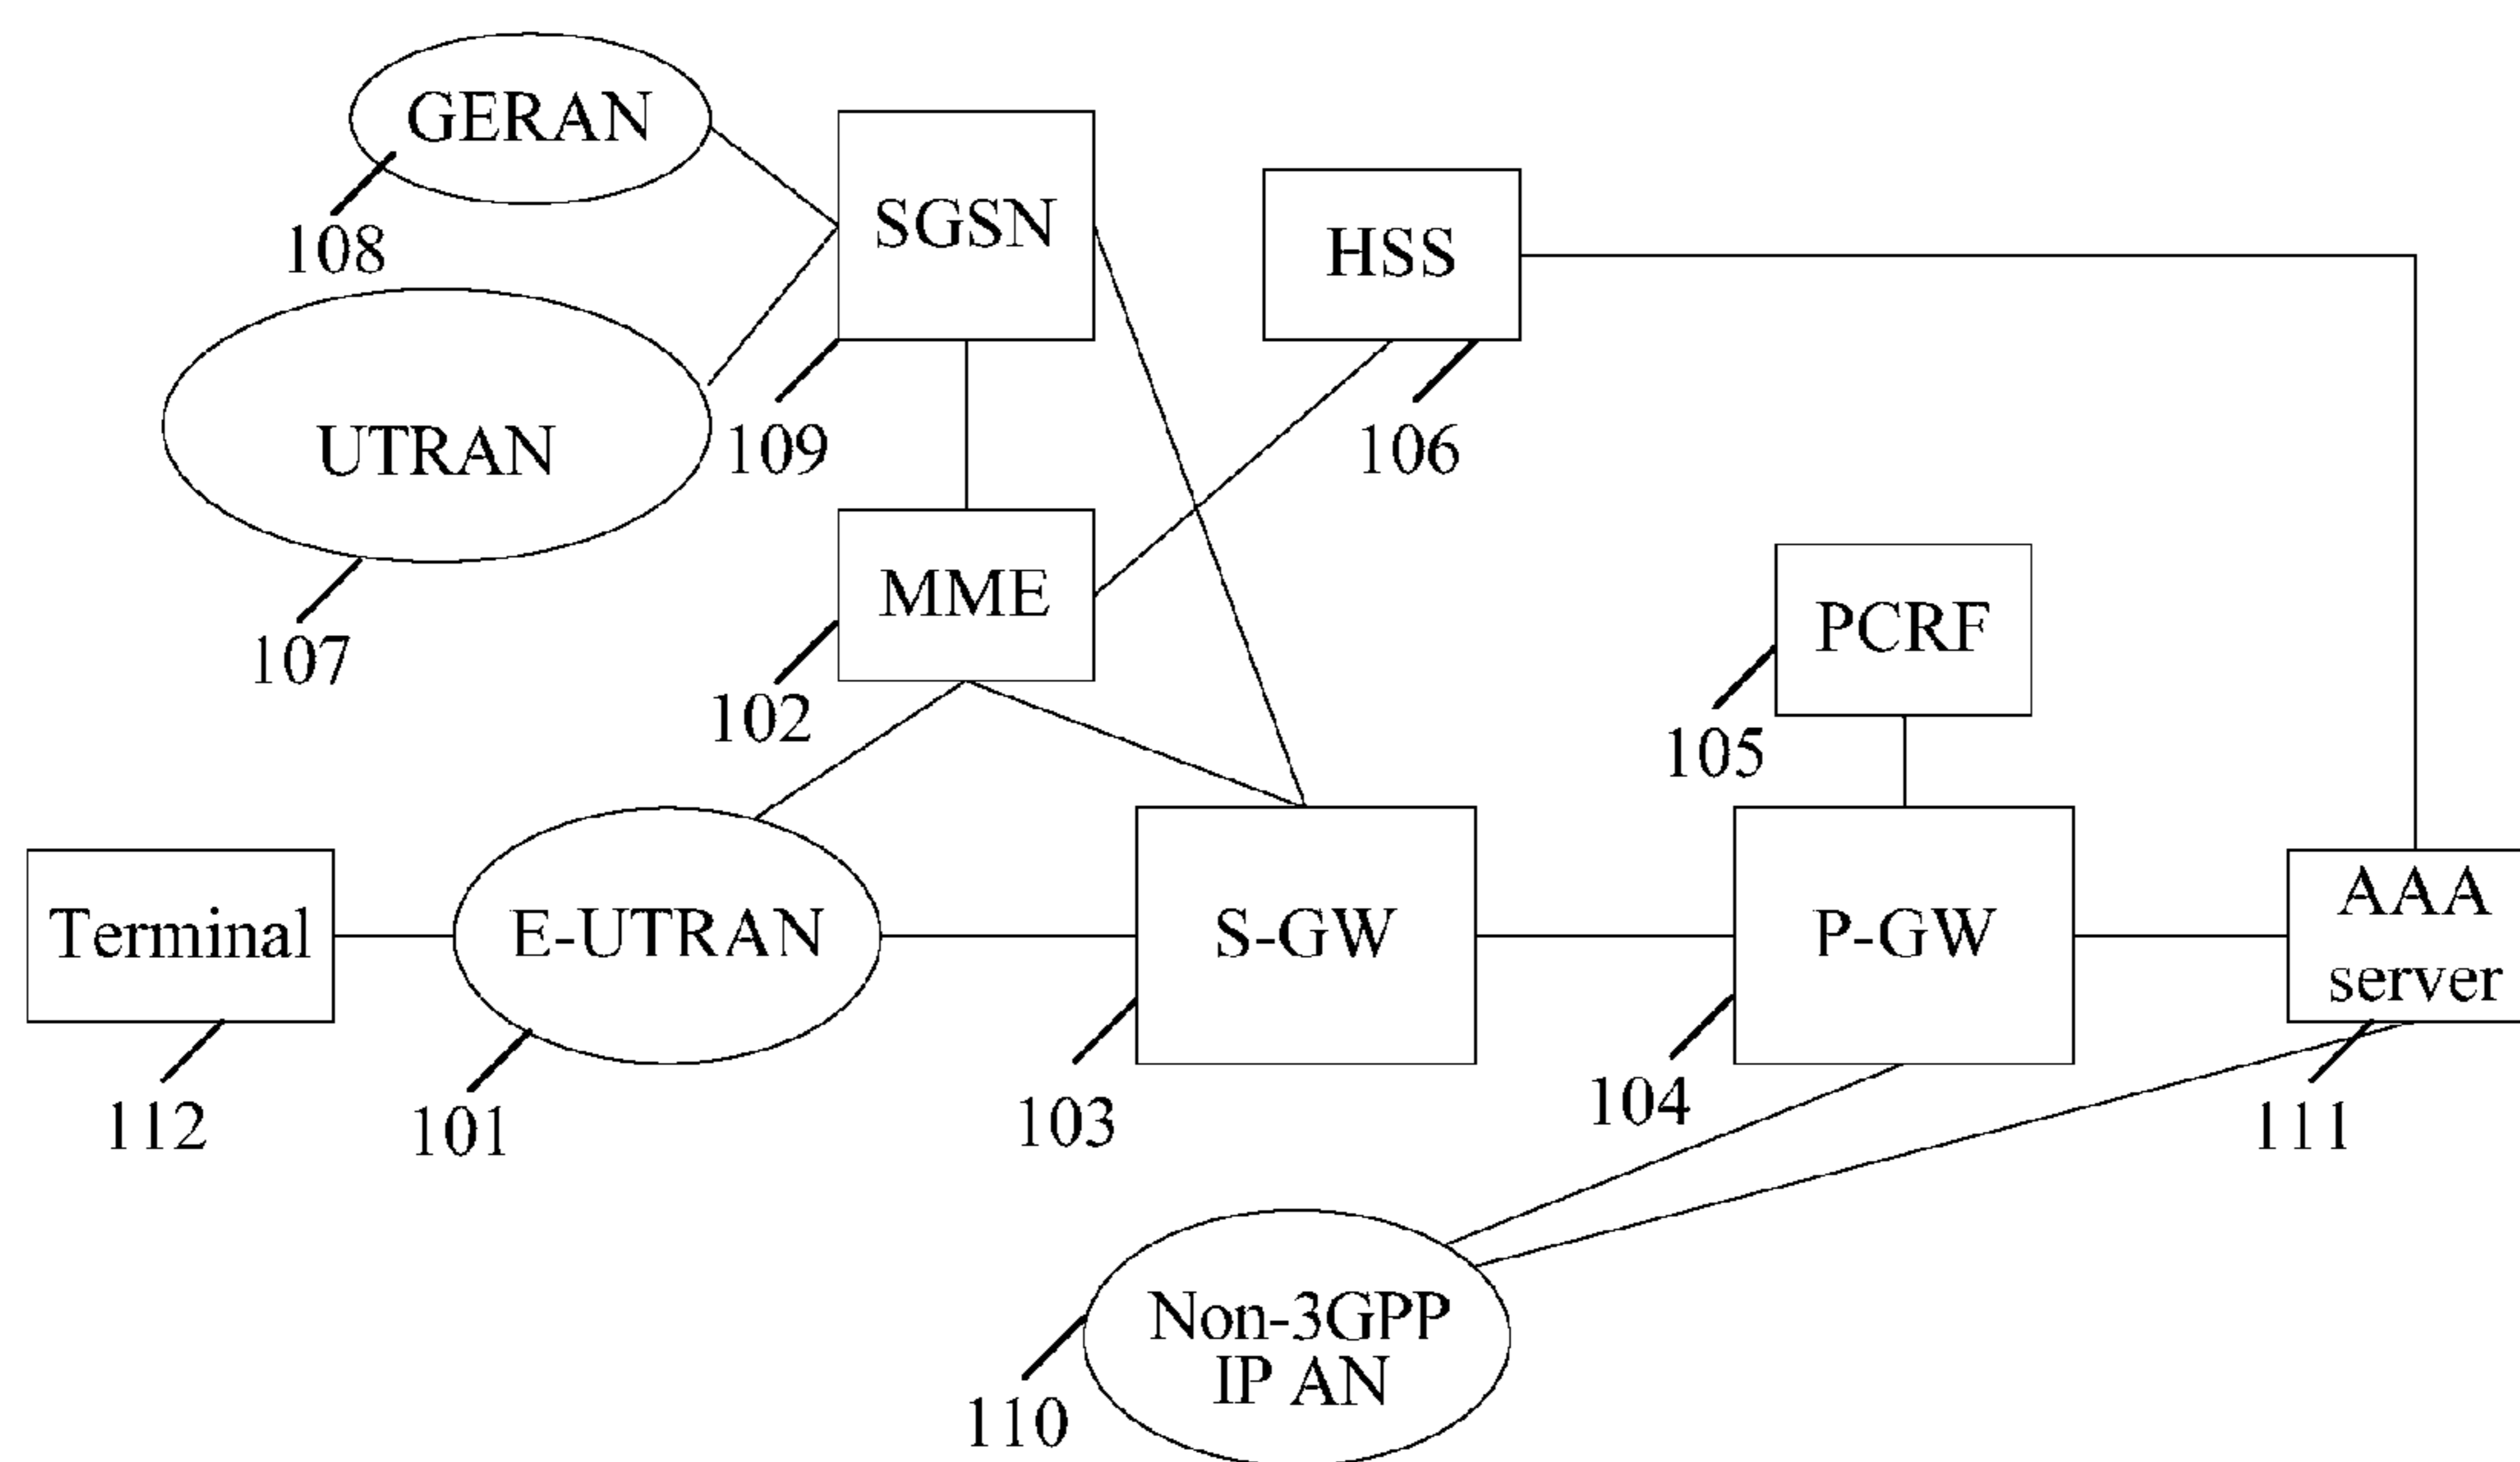 GERAN
108
SGSN
HSS
UTRAN
109
106
107
MME
102
PCRF
105
Terminal
E-UTRAN
S-GW
P-GW
AAA
server
112
101
103
104
111
Non-3GPP
IP AN
110